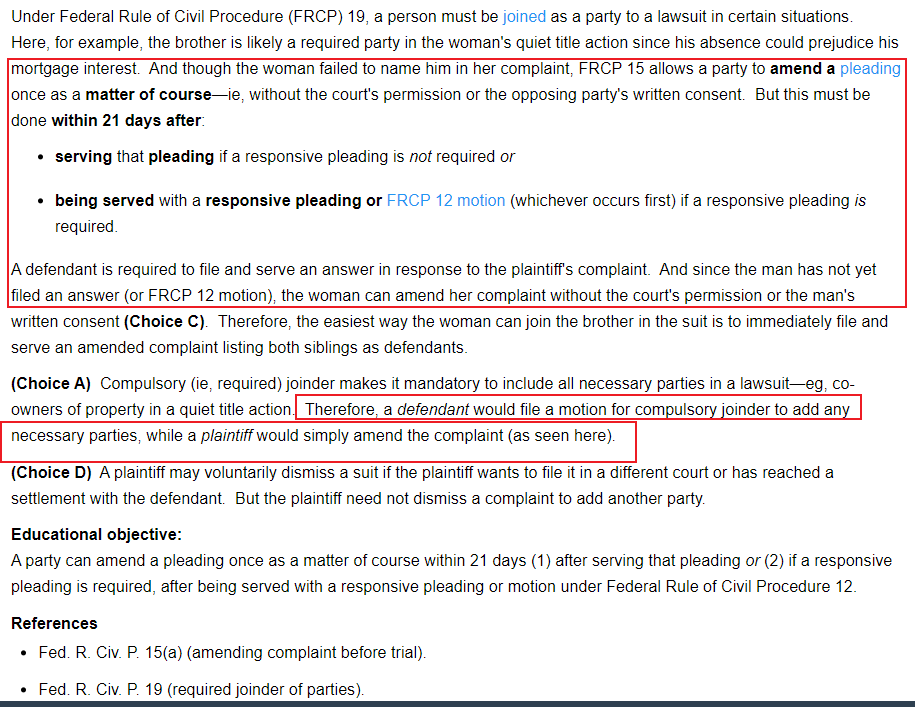 Under Federal Rule of Civil Procedure (FRCP) 19, a person must be joined as a party to a lawsuit in certain situations.
Here, for example, the brother is likely a required party in the woman's quiet title action since his absence could prejudice his
mortgage interest.  And though the woman failed to name him in her complaint, FRCP 15 allows a party to amend a pleading
once as a matter of course—ie, without the court's permission or the opposing party's written consent.  But this must be
done within 21 days after:
• serving that pleading if a responsive pleading is not required or
• being served with a responsive pleading or FRCP 12 motion (whichever occurs first) if a responsive pleading is
required.
A defendant is required to file and serve an answer in response to the plaintiff's complaint.  And since the man has not yet
filed an answer (or FRCP 12 motion), the woman can amend her complaint without the court's permission or the man's
written consent (Choice C).  Therefore, the easiest way the woman can join the brother in the suit is to immediately file and
serve an amended complaint listing both siblings as defendants.
(Choice A)  Compulsory (ie, required) joinder makes it mandatory to include all necessary parties in a lawsuit—eg, co-
owners of property in a quiet title action.  Therefore, a defendant would file a motion for compulsory joinder to add any
necessary parties, while a plaintiff would simply amend the complaint (as seen here).
(Choice D)  A plaintiff may voluntarily dismiss a suit if the plaintiff wants to file it in a different court or has reached a
settlement with the defendant.  But the plaintiff need not dismiss a complaint to add another party.
Educational objective:
A party can amend a pleading once as a matter of course within 21 days (1) after serving that pleading or (2) if a responsive
pleading is required, after being served with a responsive pleading or motion under Federal Rule of Civil Procedure 12.
References
• Fed. R. Civ. P. 15(a) (amending complaint before trial).
• Fed. R. Civ. P. 19 (required joinder of parties).